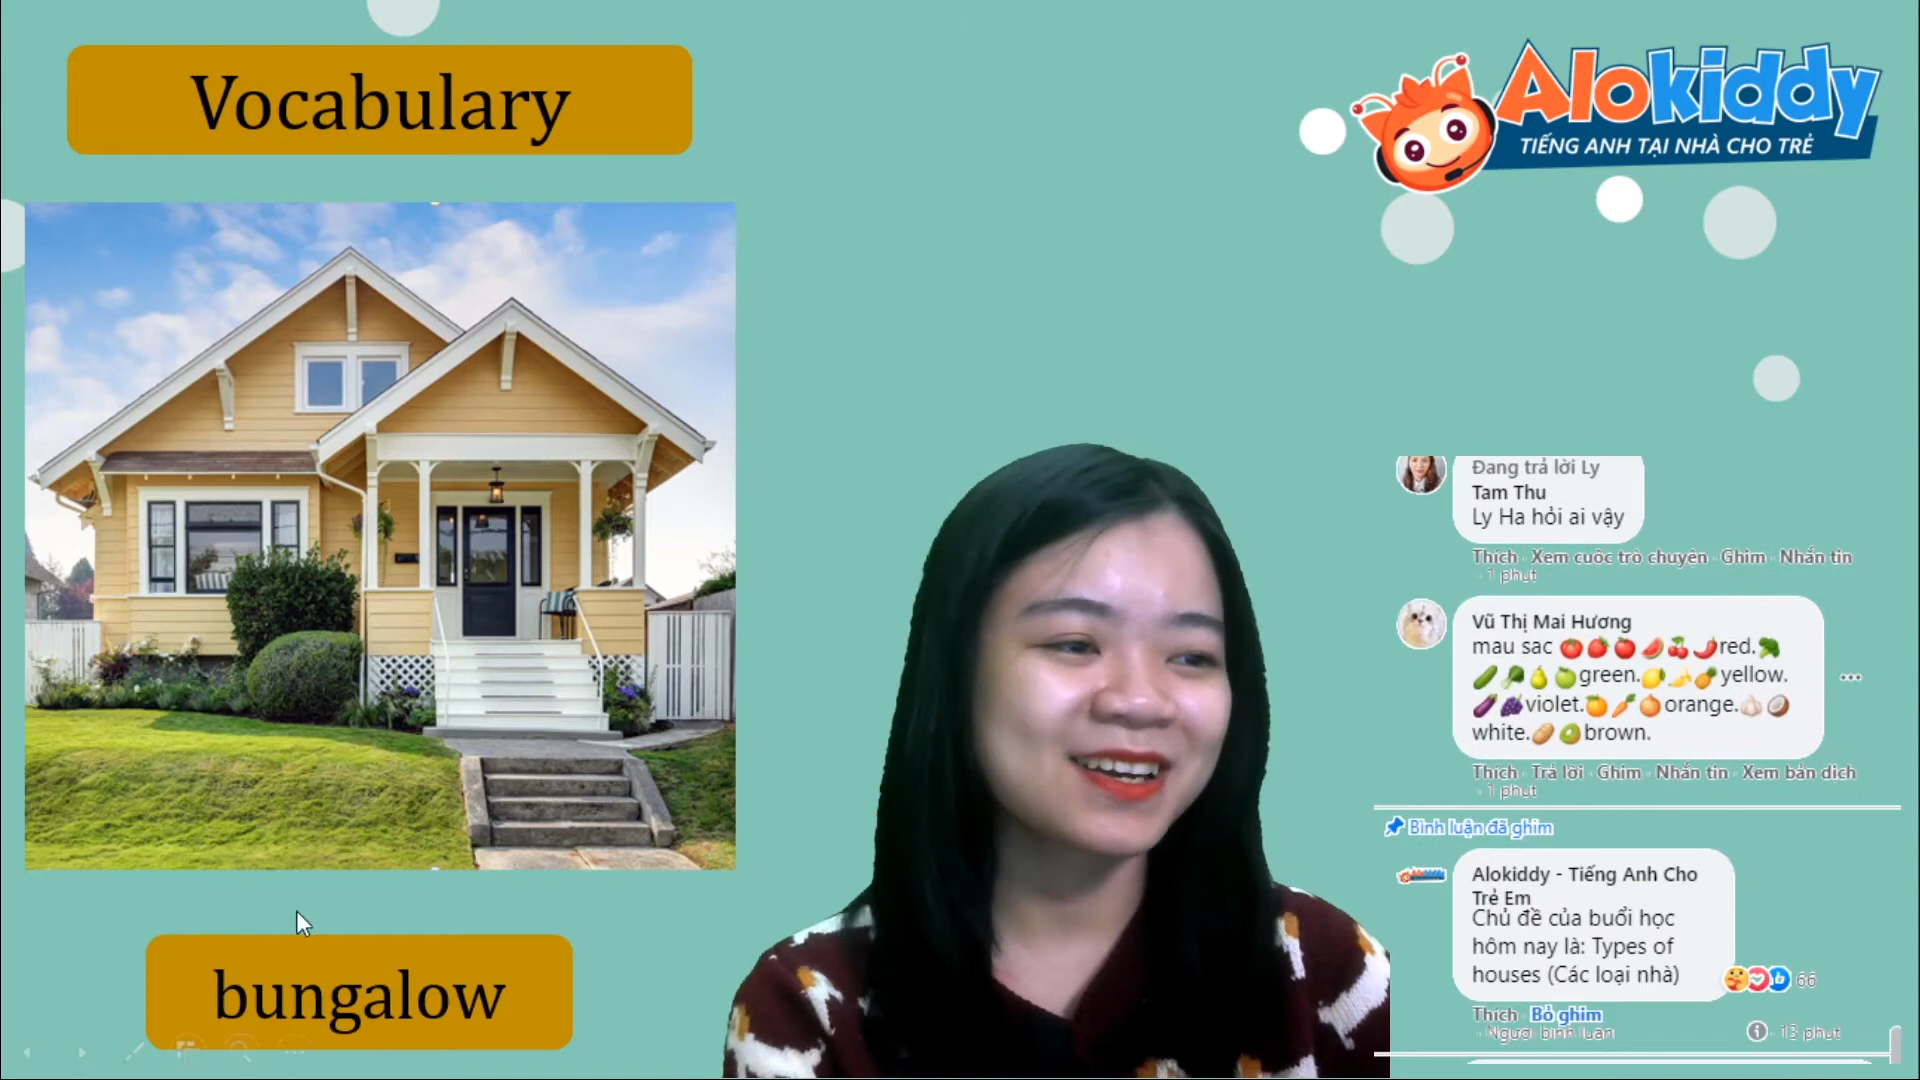 Vocabulary
Alokiddy
TIẾNG ANH TẠI NHÀ CHO TRẺ
bungalow
Đang trả lời Ly
Tam Thu
Ly Ha hỏi ai vậy
Thích · Xem cuộc trò chuyện · Ghim · Nhắn tin
· 1 phút
Vũ Thị Mai Hương
mau sac 🍅🍎🍎🍉🍒🌶️red.🥦
🥒🥬🍐🍏green.🍋🍌🍍yellow.
🍆🍇violet.🍊🥕🍊orange.🧄🥥
white.🥔🥝brown.
Thích · Trả lời · Ghim · Nhắn tin · Xem bản dịch
· 1 phút
Bình luận đã ghim
Alokiddy - Tiếng Anh Cho
Trẻ Em
Chủ đề của buổi học
hôm nay là: Types of
houses (Các loại nhà)
66
Thích · Bỏ ghim
· Người bình luận
· 13 phút